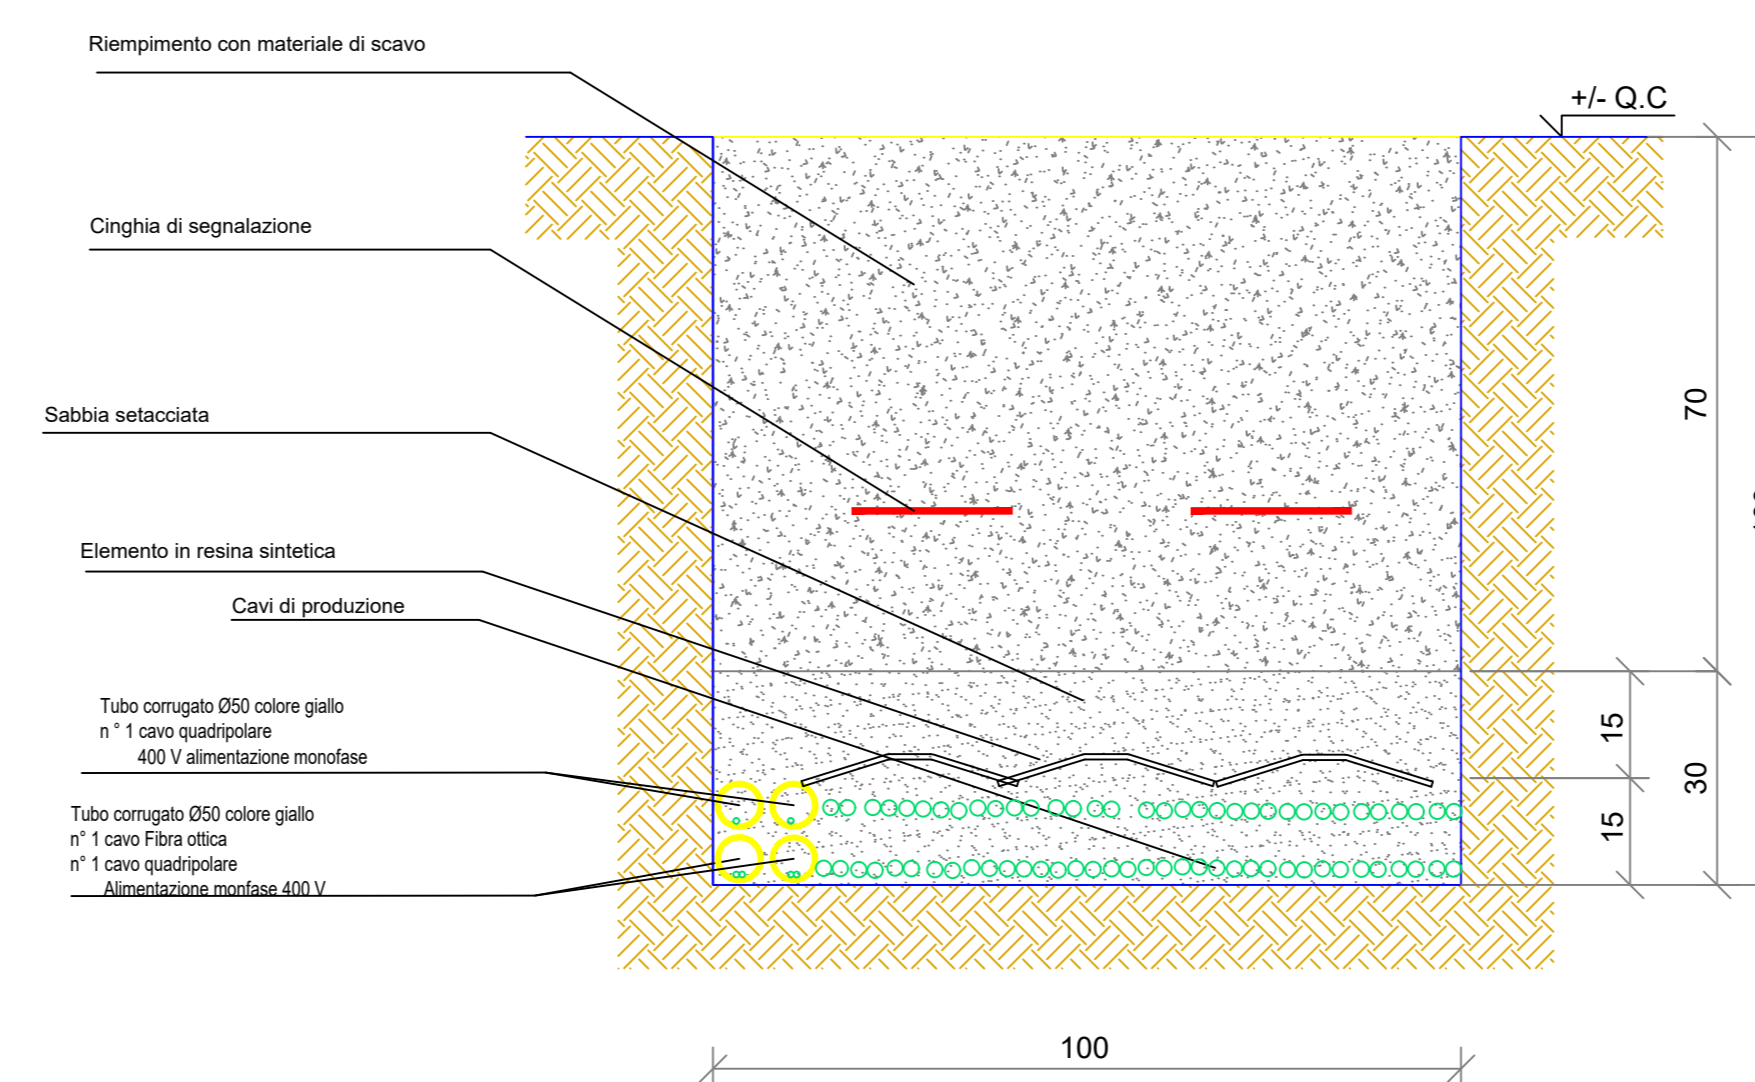 Riempimento con materiale di scavo
+/- Q.C
Cinghia di segnalazione
70
Sabbia setacciata
Elemento in resina sintetica
Cavi di produzione
Tubo corrugato Ø50 colore giallo
n ° 1 cavo quadripolare
400 V alimentazione monofase
15
30
15
Tubo corrugato Ø50 colore giallo
n° 1 cavo Fibra ottica
n° 1 cavo quadripolare
Alimentazione monfase 400 V
100